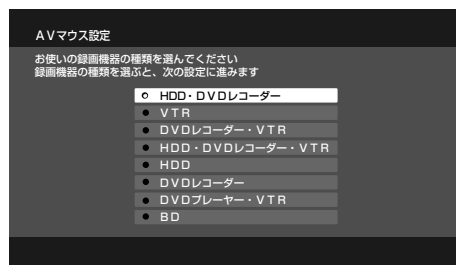 AVマウス設定
お使いの録画機器の種類を選んでください
録画機器の種類を選ぶと、次の設定に進みます
HDD・DVDレコーダー
VTR
DVDレコーダー・VTR
HDD・DVDレコーダー・VTR
HDD
DVDレコーダー
DVDプレーヤー・VTR
BD